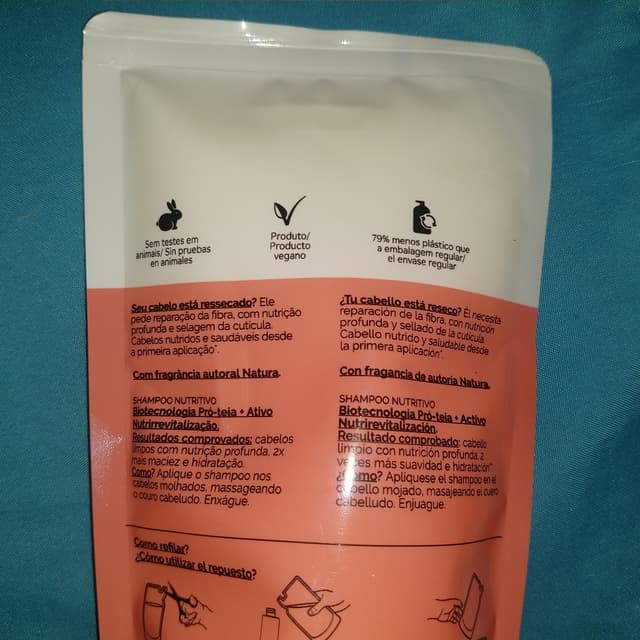 Sem testes em
animais/ Sin pruebas
en animales
Produto/
Producto
vegano
79% menos plástico que
a embalagem regular/
el envase regular
Seu cabelo está ressecado? Ele
pede reparação da fibra, com nutrição
profunda e selagem da cutícula.
Cabelos nutridos e saudáveis desde
a primeira aplicação*.
Com fragrância autoral Natura.
SHAMPOO NUTRITIVO
Biotecnologia Pró-teia + Ativo
Nutrirrevitalização.
Resultados comprovados: cabelos
limpos com nutrição profunda, 2X
mais maciez e hidratação.
Como? Aplique o shampoo nos
cabelos molhados, massageando
o couro cabeludo. Enxágue.
¿Tu cabello está reseco? Él necesita
reparación de la fibra, con nutrición
profunda y sellado de la cutícula.
Cabello nutrido y saludable desde
la primera aplicación*.
Con fragancia de autoria Natura.
SHAMPOO NUTRITIVO
Biotecnología Pró-teia + Activo
Nutrirevitalización.
Resultado comprobado: cabello
limpio con nutrición profunda, 2
veces más suavidad e hidratación*
¿Como? Apliquese el shampoo en el
cabello mojado, masajeando el cuero
cabelludo. Enjuague.
Como refilar?
¿Cómo utilizar el repuesto?